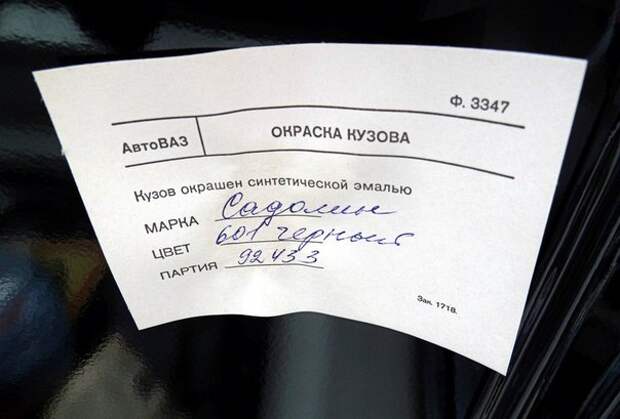 Ф. 3347
АвтоВАЗ ОКРАСКА КУЗОВА
Кузов окрашен синтетической эмалью
МАРКА Садолин
ЦВЕТ 601 черный
ПАРТИЯ 92433
Зак. 1718.